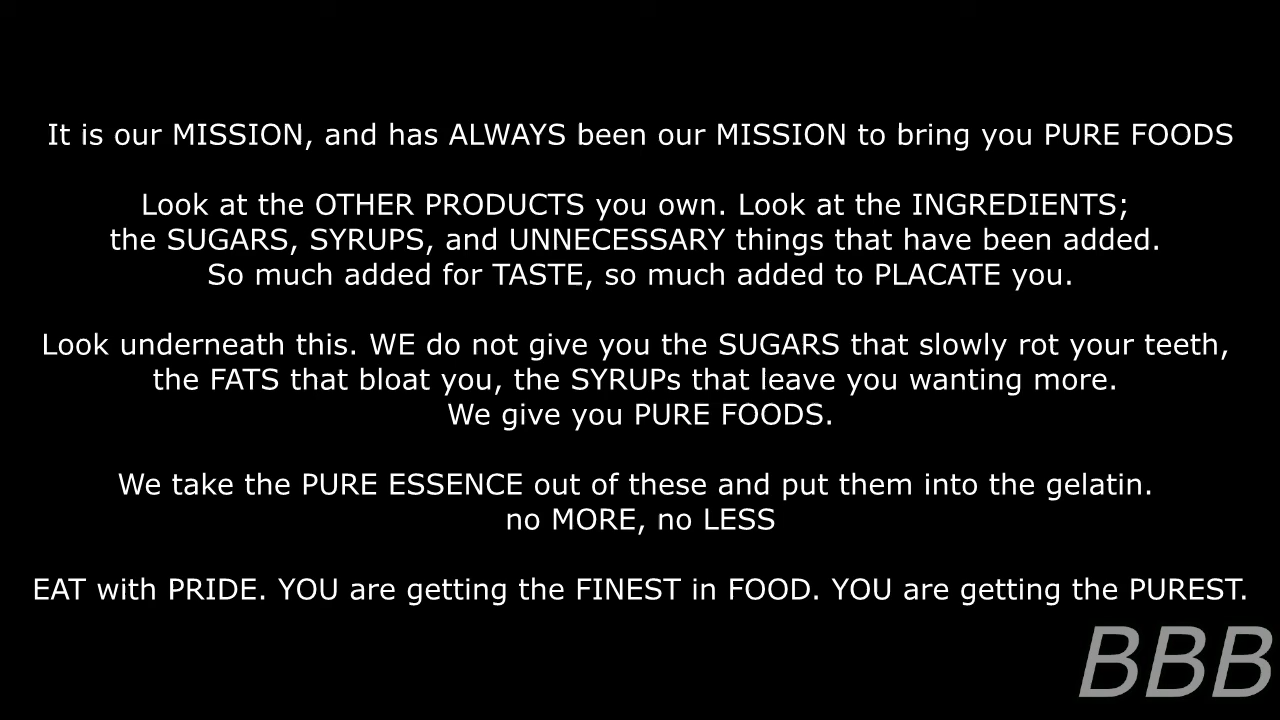 It is our MISSION, and has ALWAYS been our MISSION to bring you PURE FOODS
Look at the OTHER PRODUCTS you own. Look at the INGREDIENTS;
the SUGARS, SYRUPS, and UNNECESSARY things that have been added.
So much added for TASTE, so much added to PLACATE you.
Look underneath this. WE do not give you the SUGARS that slowly rot your teeth,
the FATS that bloat you, the SYRUPs that leave you wanting more.
We give you PURE FOODS.
We take the PURE ESSENCE out of these and put them into the gelatin.
no MORE, no LESS
EAT with PRIDE. YOU are getting the FINEST in FOOD. YOU are getting the PUREST.
BBB